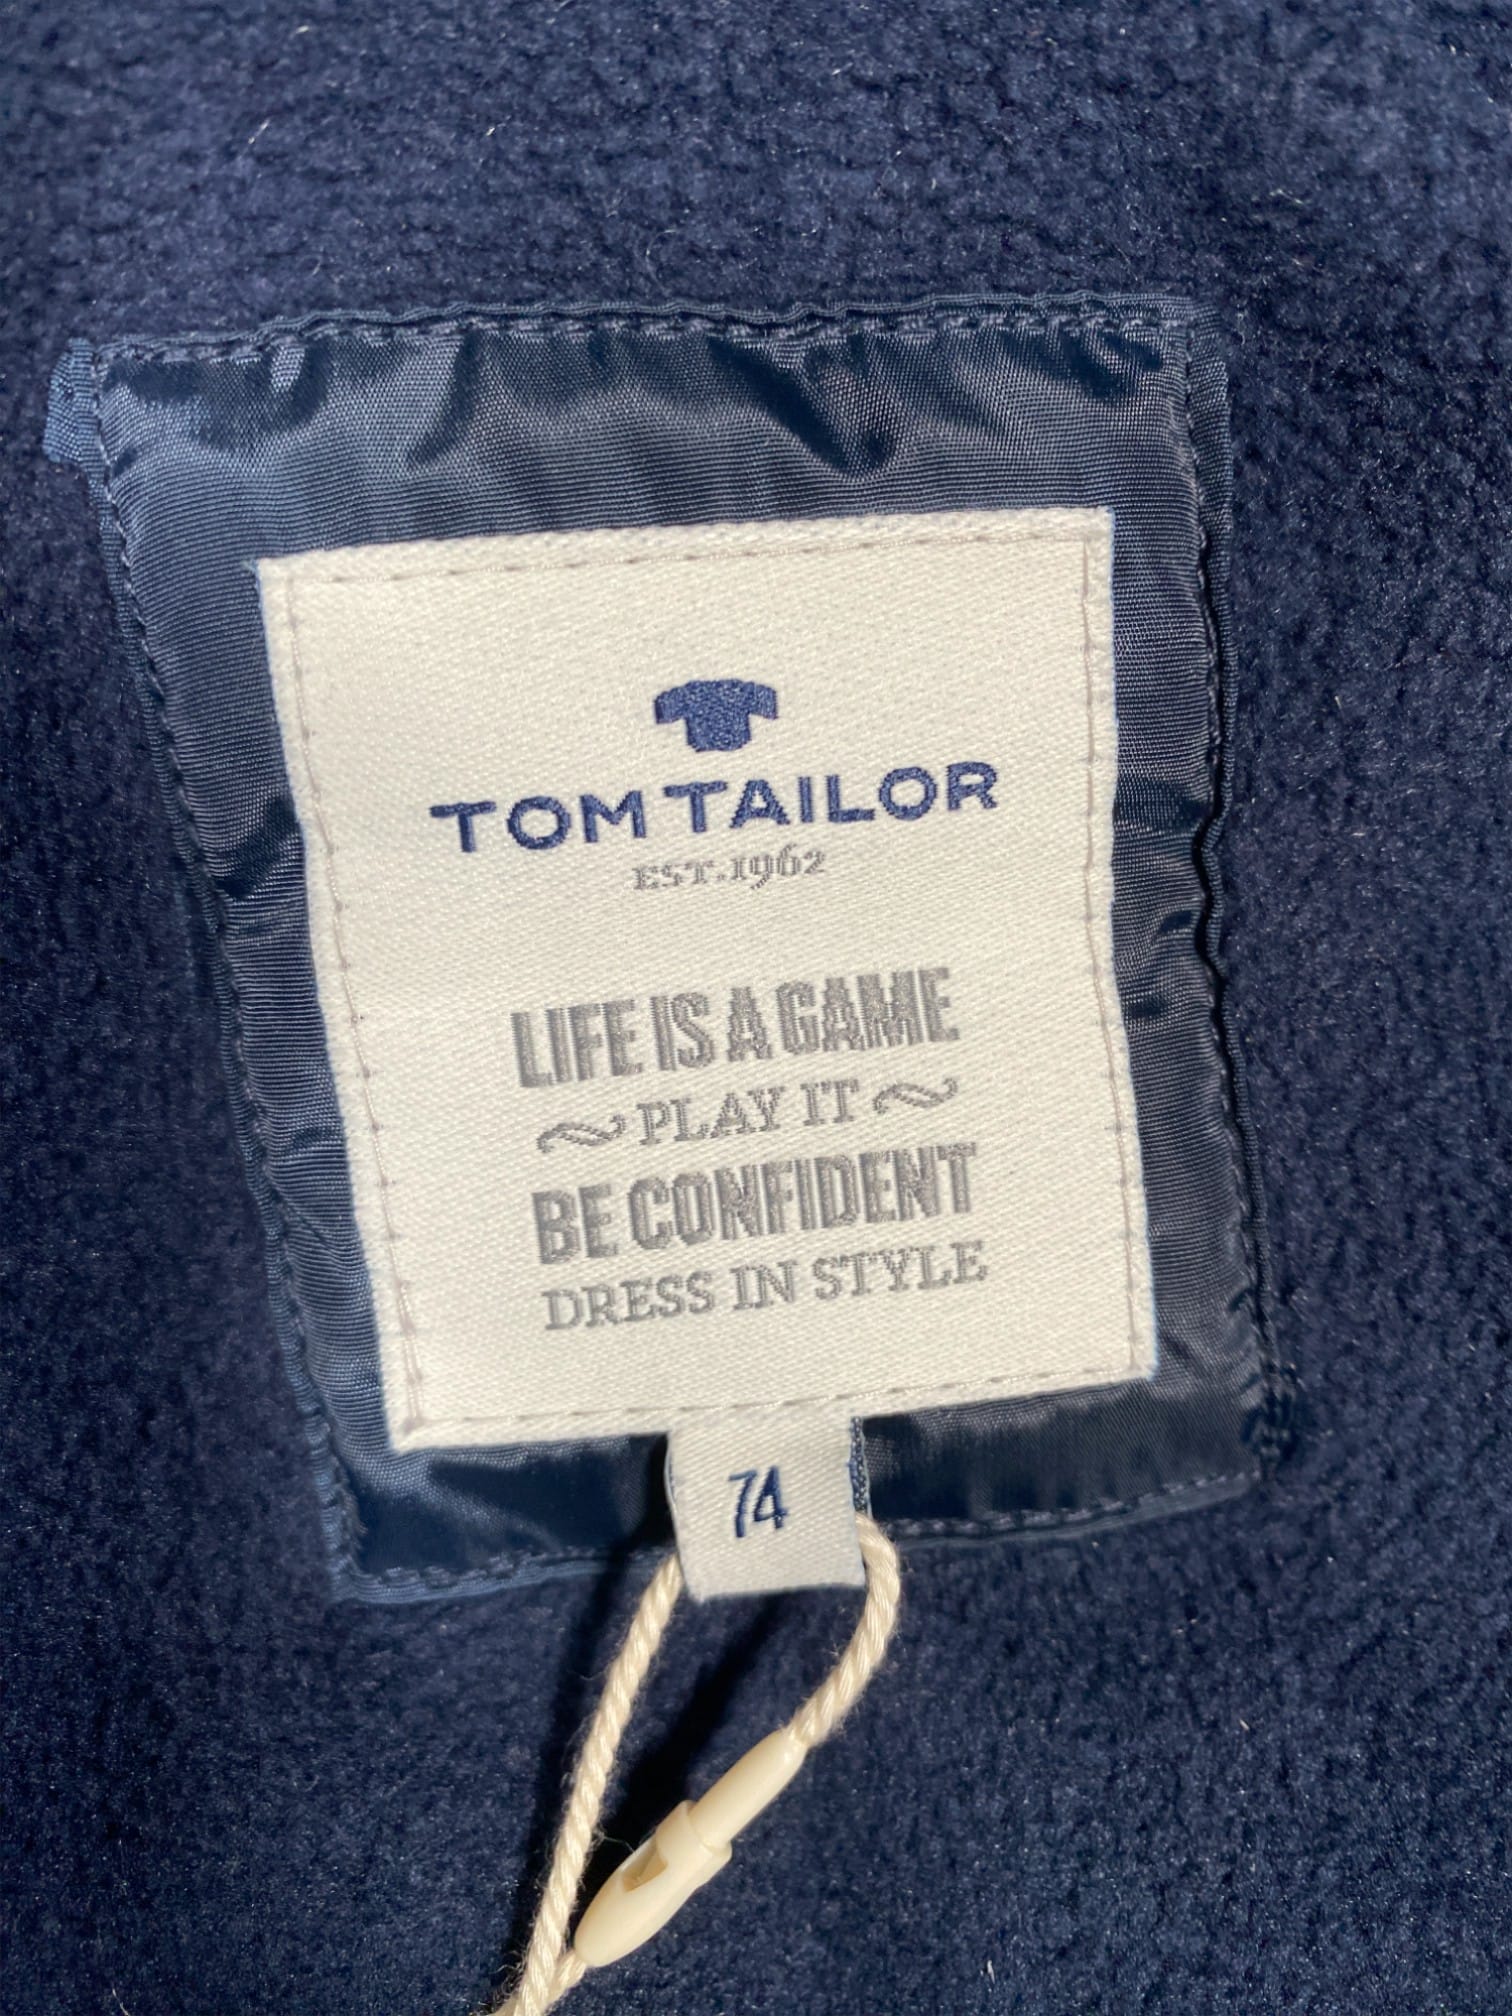 TOM TAILOR
EST.1962
LIFE IS A GAME
PLAY IT
BE CONFIDENT
DRESS IN STYLE
74